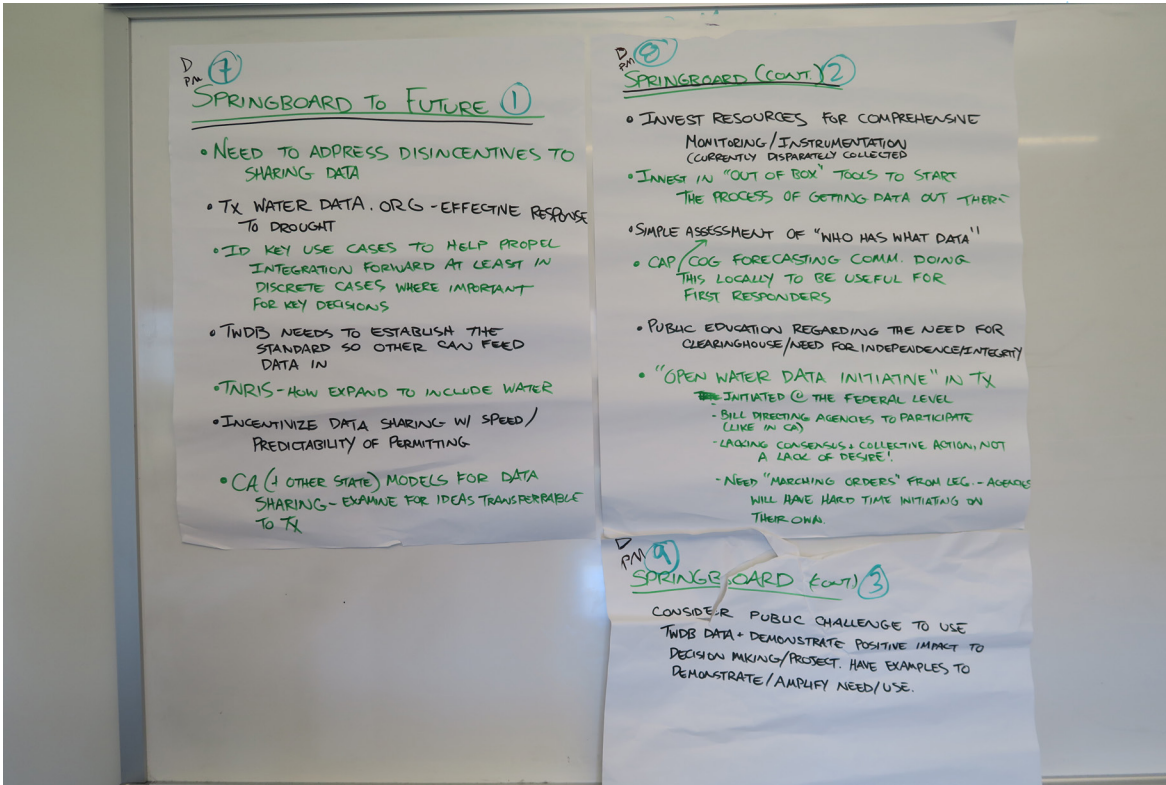 D
PM 7
SPRINGBOARD TO FUTURE 1
• NEED TO ADPRESS DISINCENTIVES TO
SHARING DATA
• TX WATER DATA. ORG - EFFECTIVE RESPONSE
TO DROUGHT
• ID KEY USE CASES TO HELP PROPEL
INTEGRATION FORWARD AT LEAST IN
DISCRETE CASES WHERE IMPORTANT
FOR KEY DECISIONS
• TWDB NEEDS TO ESTABLISH THE
STANDARD SO OTHER CAN FEED
DATA IN
• TNRIS - HOW EXPAND TO INCLUDE WATER
• INCENTIVIZE DATA SHARING W/ SPEED/
PREDICTABILITY OF PERMITTING
• CA (+ OTHER STATE) MODELS FOR DATA
SHARING - EXAMINE FOR IDEAS TRANSFERRABLE
TO TX
D
PM 8
SPRINGBOARD (CONT.) 2
• INVEST RESOURCES FOR COMPREHENSIVE
MONITORING/INSTRUMENTATION
(CURRENTLY DISPARATELY COLLECTED
• INVEST IN "OUT OF BOX" TOOLS TO START
THE PROCESS OF GETTING DATA OUT THERE
• SIMPLE ASSESSMENT OF "WHO HAS WHAT DATA"
• CAP/COG FORECASTING COMM. DOING
THIS LOCALLY TO BE USEFUL FOR
FIRST RESPONDERS
• PUBLIC EDUCATION REGARDING THE NEED FOR
CLEARINGHOUSE/NEED FOR INDEPENDENCE/INTEGRITY
• "OPEN WATER DATA INITIATIVE" IN TX
- INITIATED @ THE FEDERAL LEVEL
- BILL DIRECTING AGENCIES TO PARTICIPATE
(LIKE IN CA)
- LACKING CONSENSUS + COLLECTIVE ACTION, NOT
A LACK OF DESIRE!
- NEED "MARCHING ORDERS" FROM LEG. - AGENCIES
WILL HAVE HARD TIME INITIATING ON
THEIR OWN.
D
PM 9
SPRINGBOARD (CONT) 3
CONSIDER PUBLIC CHALLENGE TO USE
TWDB DATA + DEMONSTRATE POSITIVE IMPACT TO
DECISION MKING/PROJECT. HAVE EXAMPLES TO
DEMONSTRATE/AMPLIFY NEED/USE.